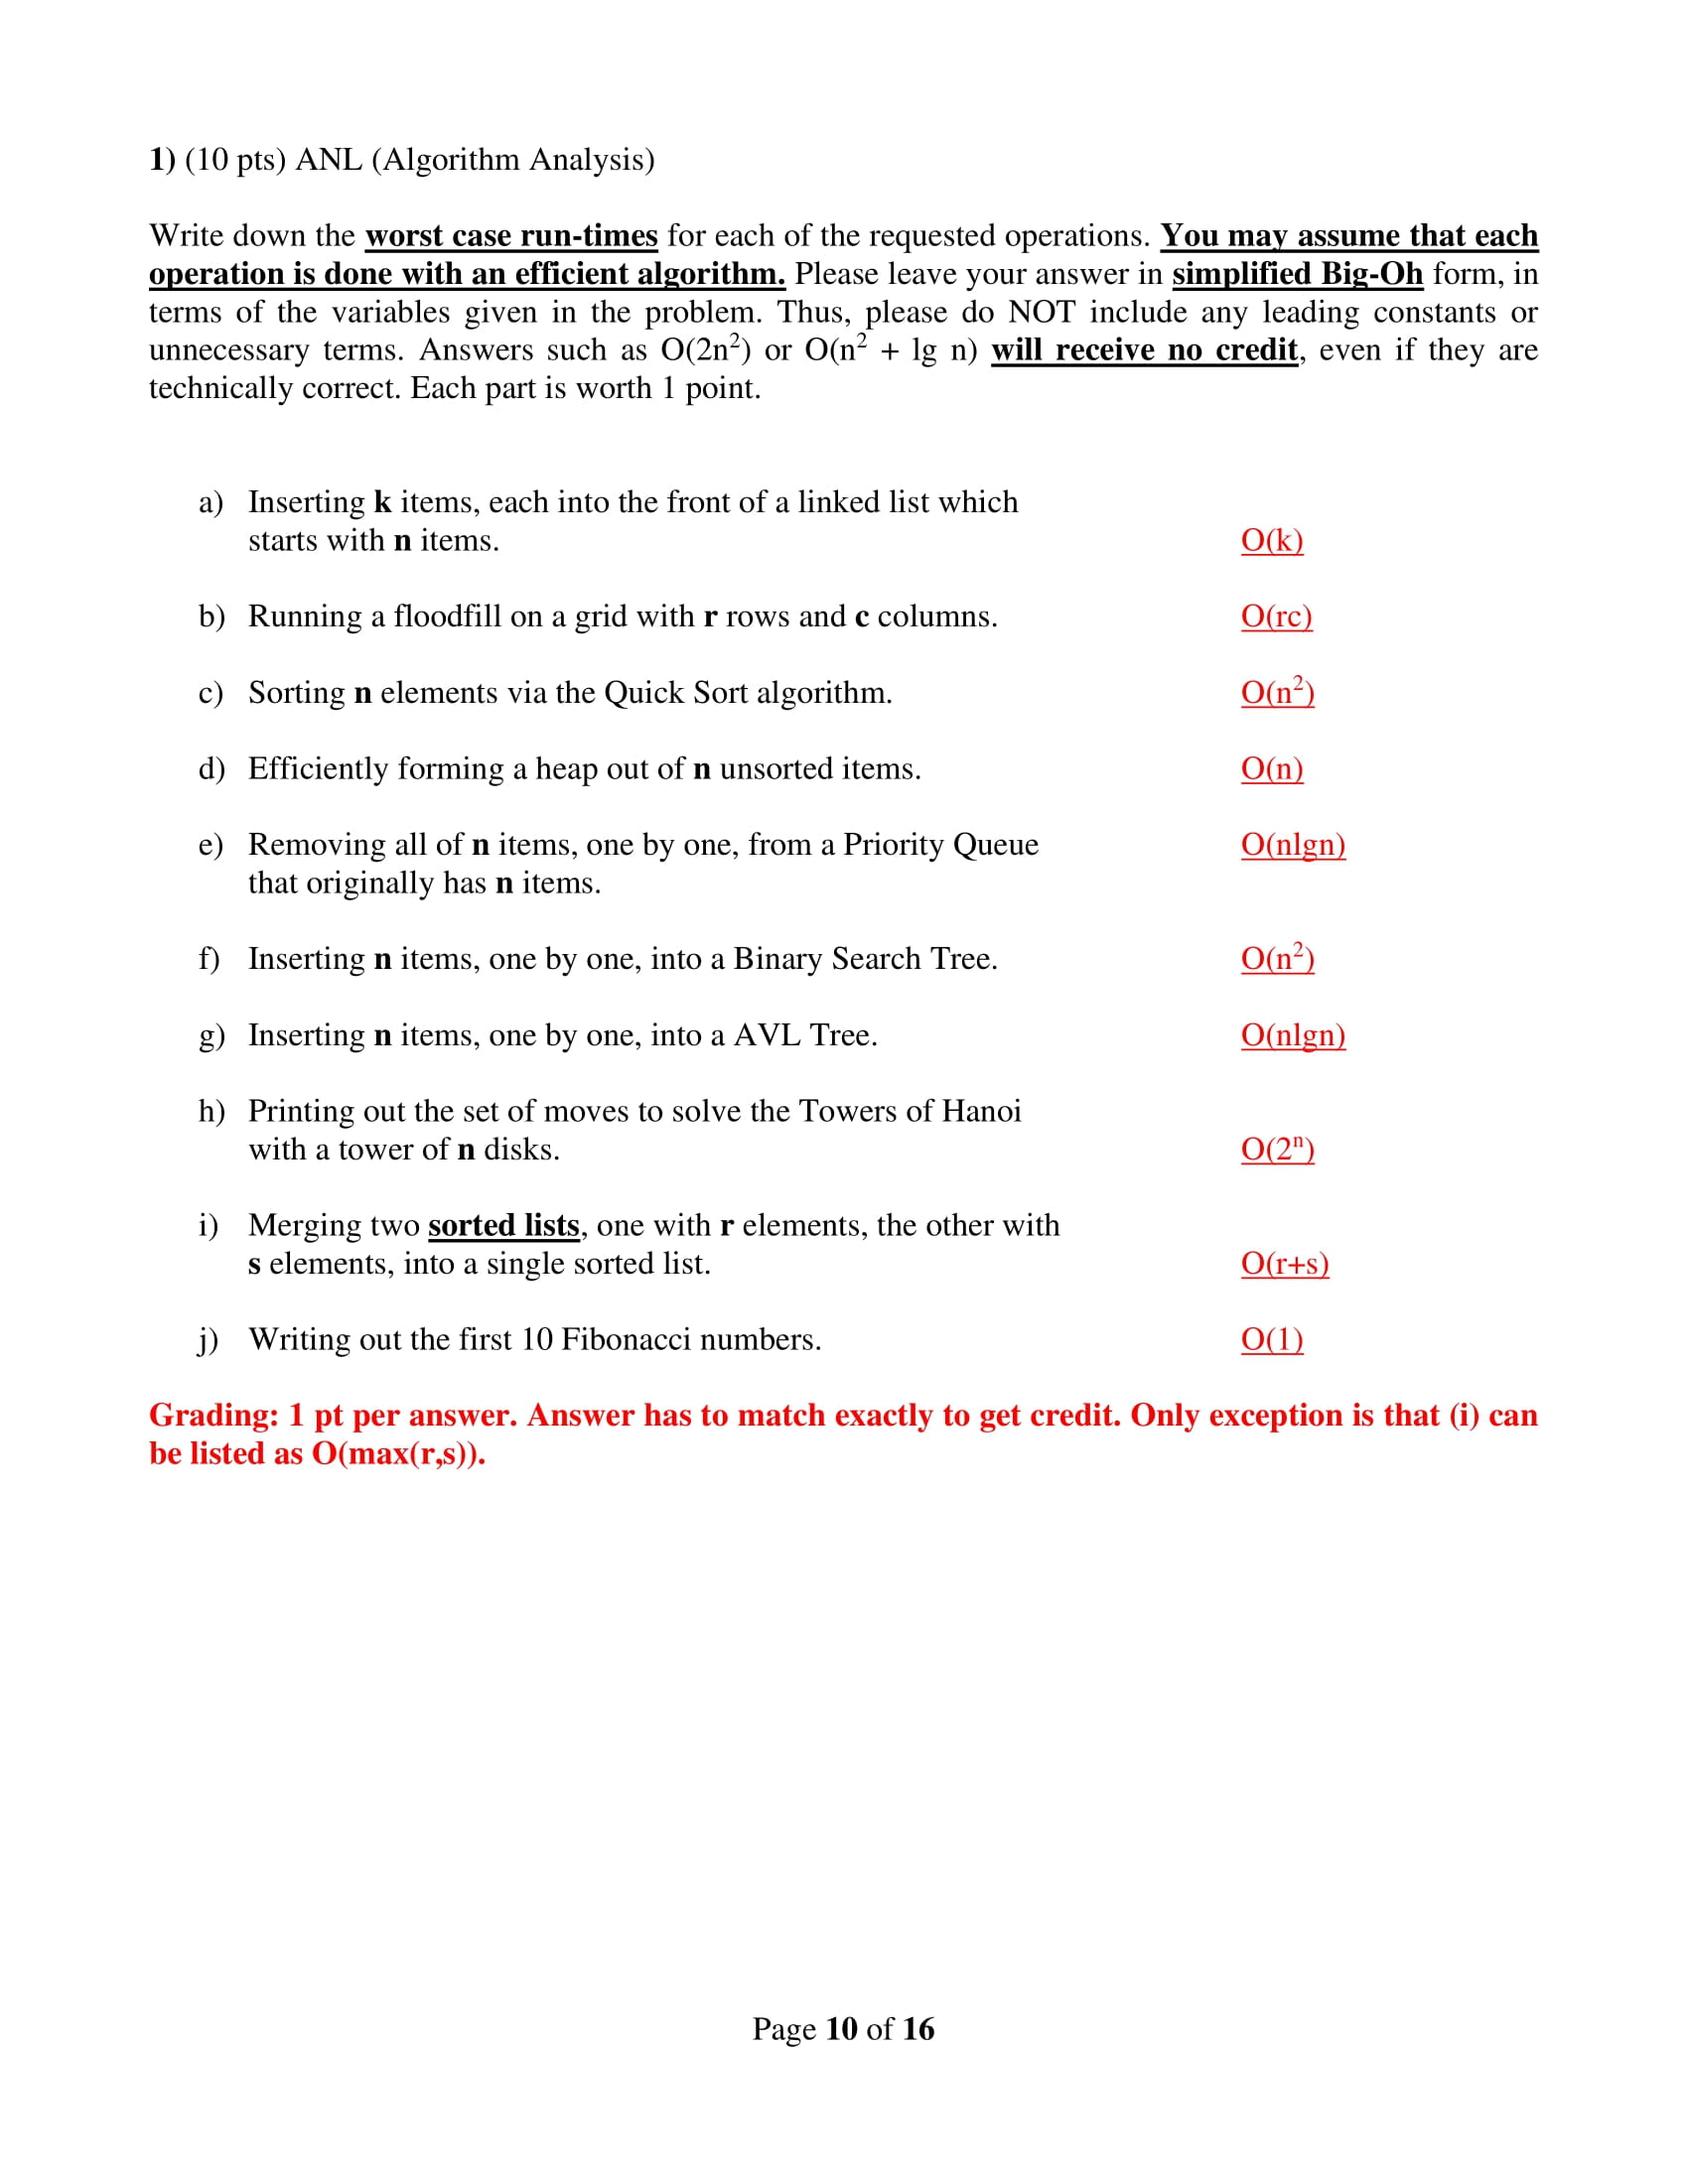 1) (10 pts) ANL (Algorithm Analysis)
Write down the worst case run-times for each of the requested operations. You may assume that each
operation is done with an efficient algorithm. Please leave your answer in simplified Big-Oh form, in
terms of the variables given in the problem. Thus, please do NOT include any leading constants or
unnecessary terms. Answers such as O(2n²) or O(n² + lg n) will receive no credit, even if they are
technically correct. Each part is worth 1 point.
a) Inserting k items, each into the front of a linked list which
starts with n items. O(k)
b) Running a floodfill on a grid with r rows and c columns. O(rc)
c) Sorting n elements via the Quick Sort algorithm. O(n²)
d) Efficiently forming a heap out of n unsorted items. O(n)
e) Removing all of n items, one by one, from a Priority Queue O(nlgn)
that originally has n items.
f) Inserting n items, one by one, into a Binary Search Tree. O(n²)
g) Inserting n items, one by one, into a AVL Tree. O(nlgn)
h) Printing out the set of moves to solve the Towers of Hanoi
with a tower of n disks. O(2ⁿ)
i) Merging two sorted lists, one with r elements, the other with
s elements, into a single sorted list. O(r+s)
j) Writing out the first 10 Fibonacci numbers. O(1)
Grading: 1 pt per answer. Answer has to match exactly to get credit. Only exception is that (i) can
be listed as O(max(r,s)).
Page 10 of 16